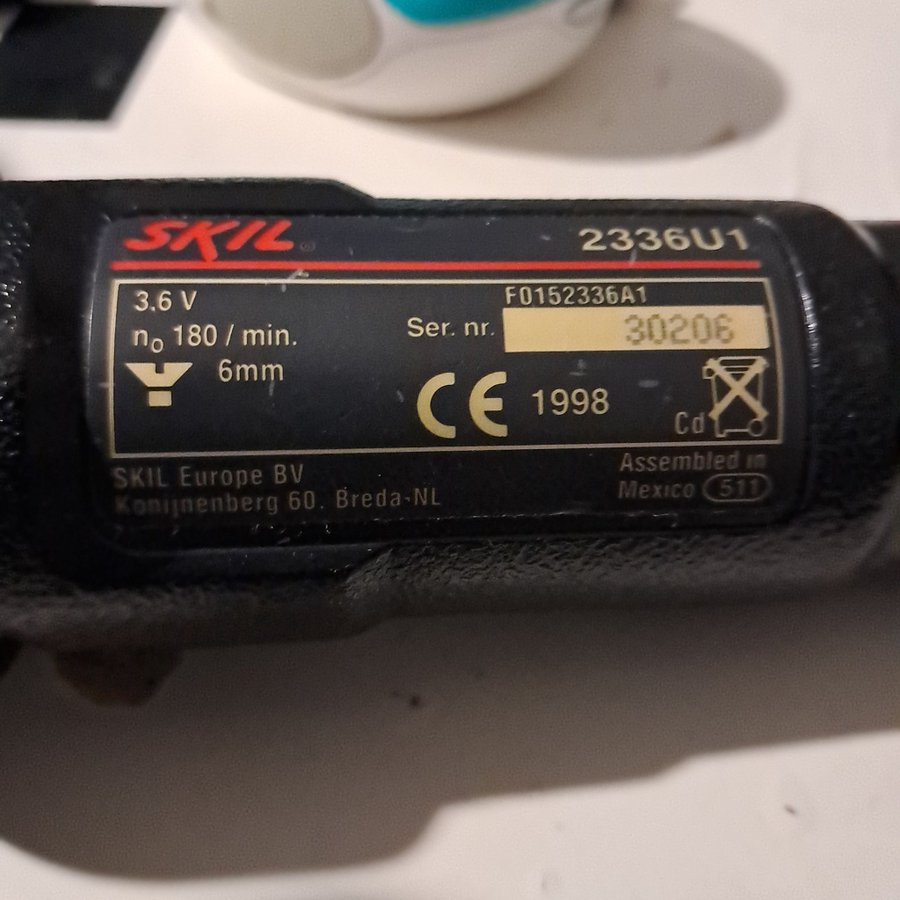 SKIL® 2336U1
3.6 V
n₀ 180 / min.
6mm
F0152336A1
Ser. nr. 30206
CE 1998
Cd
SKIL Europe BV
Konijnenberg 60. Breda-NL
Assembled in
Mexico 511